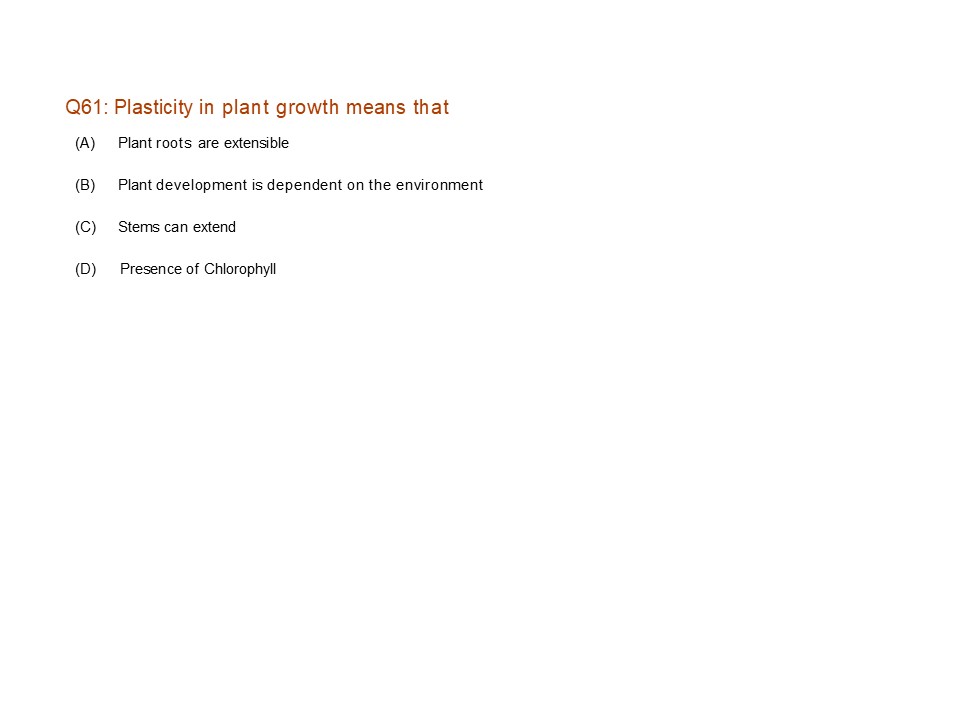 Q61: Plasticity in plant growth means that
(A) Plant roots are extensible
(B) Plant development is dependent on the environment
(C) Stems can extend
(D) Presence of Chlorophyll